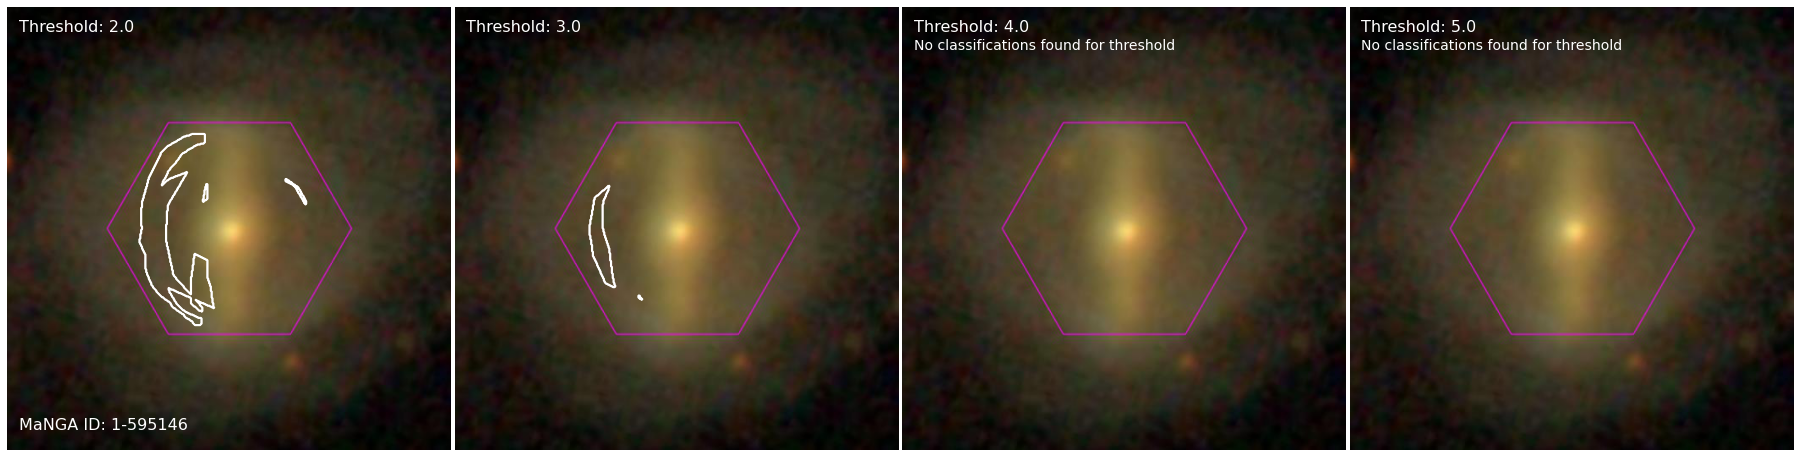 Threshold: 2.0
MaNGA ID: 1-595146
Threshold: 3.0
Threshold: 4.0
No classifications found for threshold
Threshold: 5.0
No classifications found for threshold